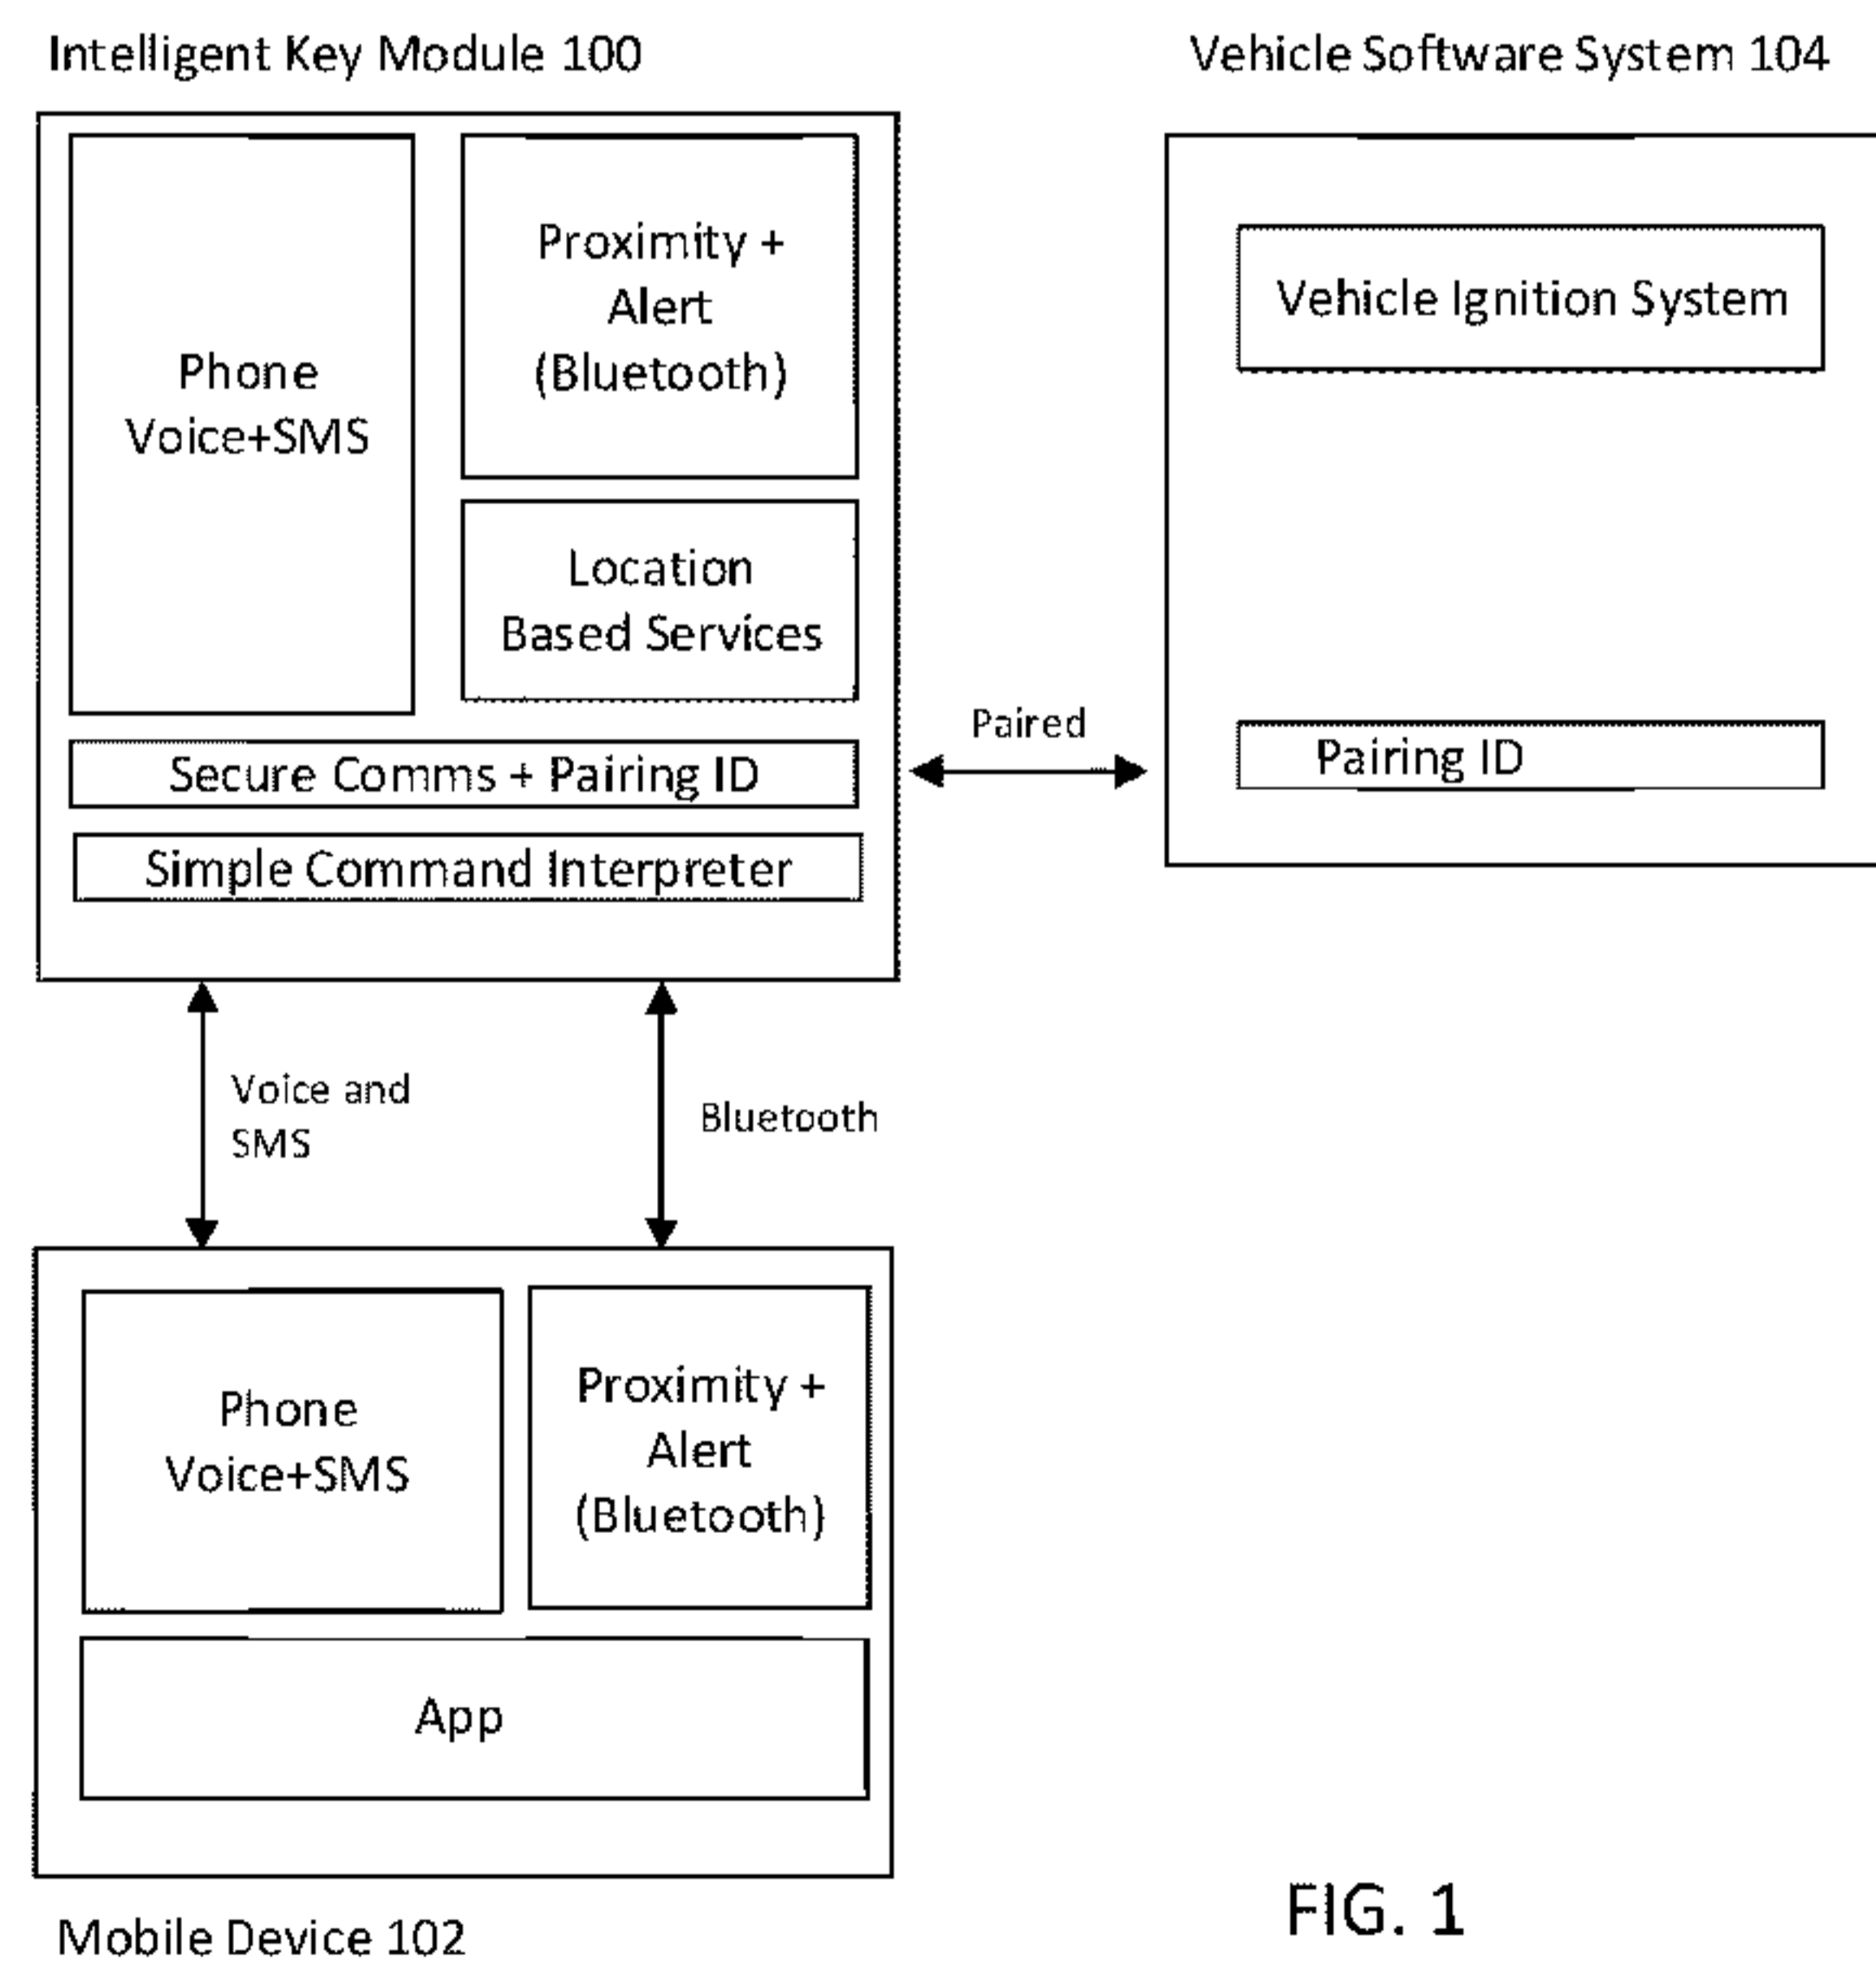 Intelligent Key Module 100
Phone
Voice+SMS
Proximity +
Alert
(Bluetooth)
Location
Based Services
Secure Comms + Pairing ID
Simple Command Interpreter
Paired
Vehicle Software System 104
Vehicle Ignition System
Pairing ID
Voice and
SMS
Bluetooth
Phone
Voice+SMS
Proximity +
Alert
(Bluetooth)
App
Mobile Device 102
FIG. 1